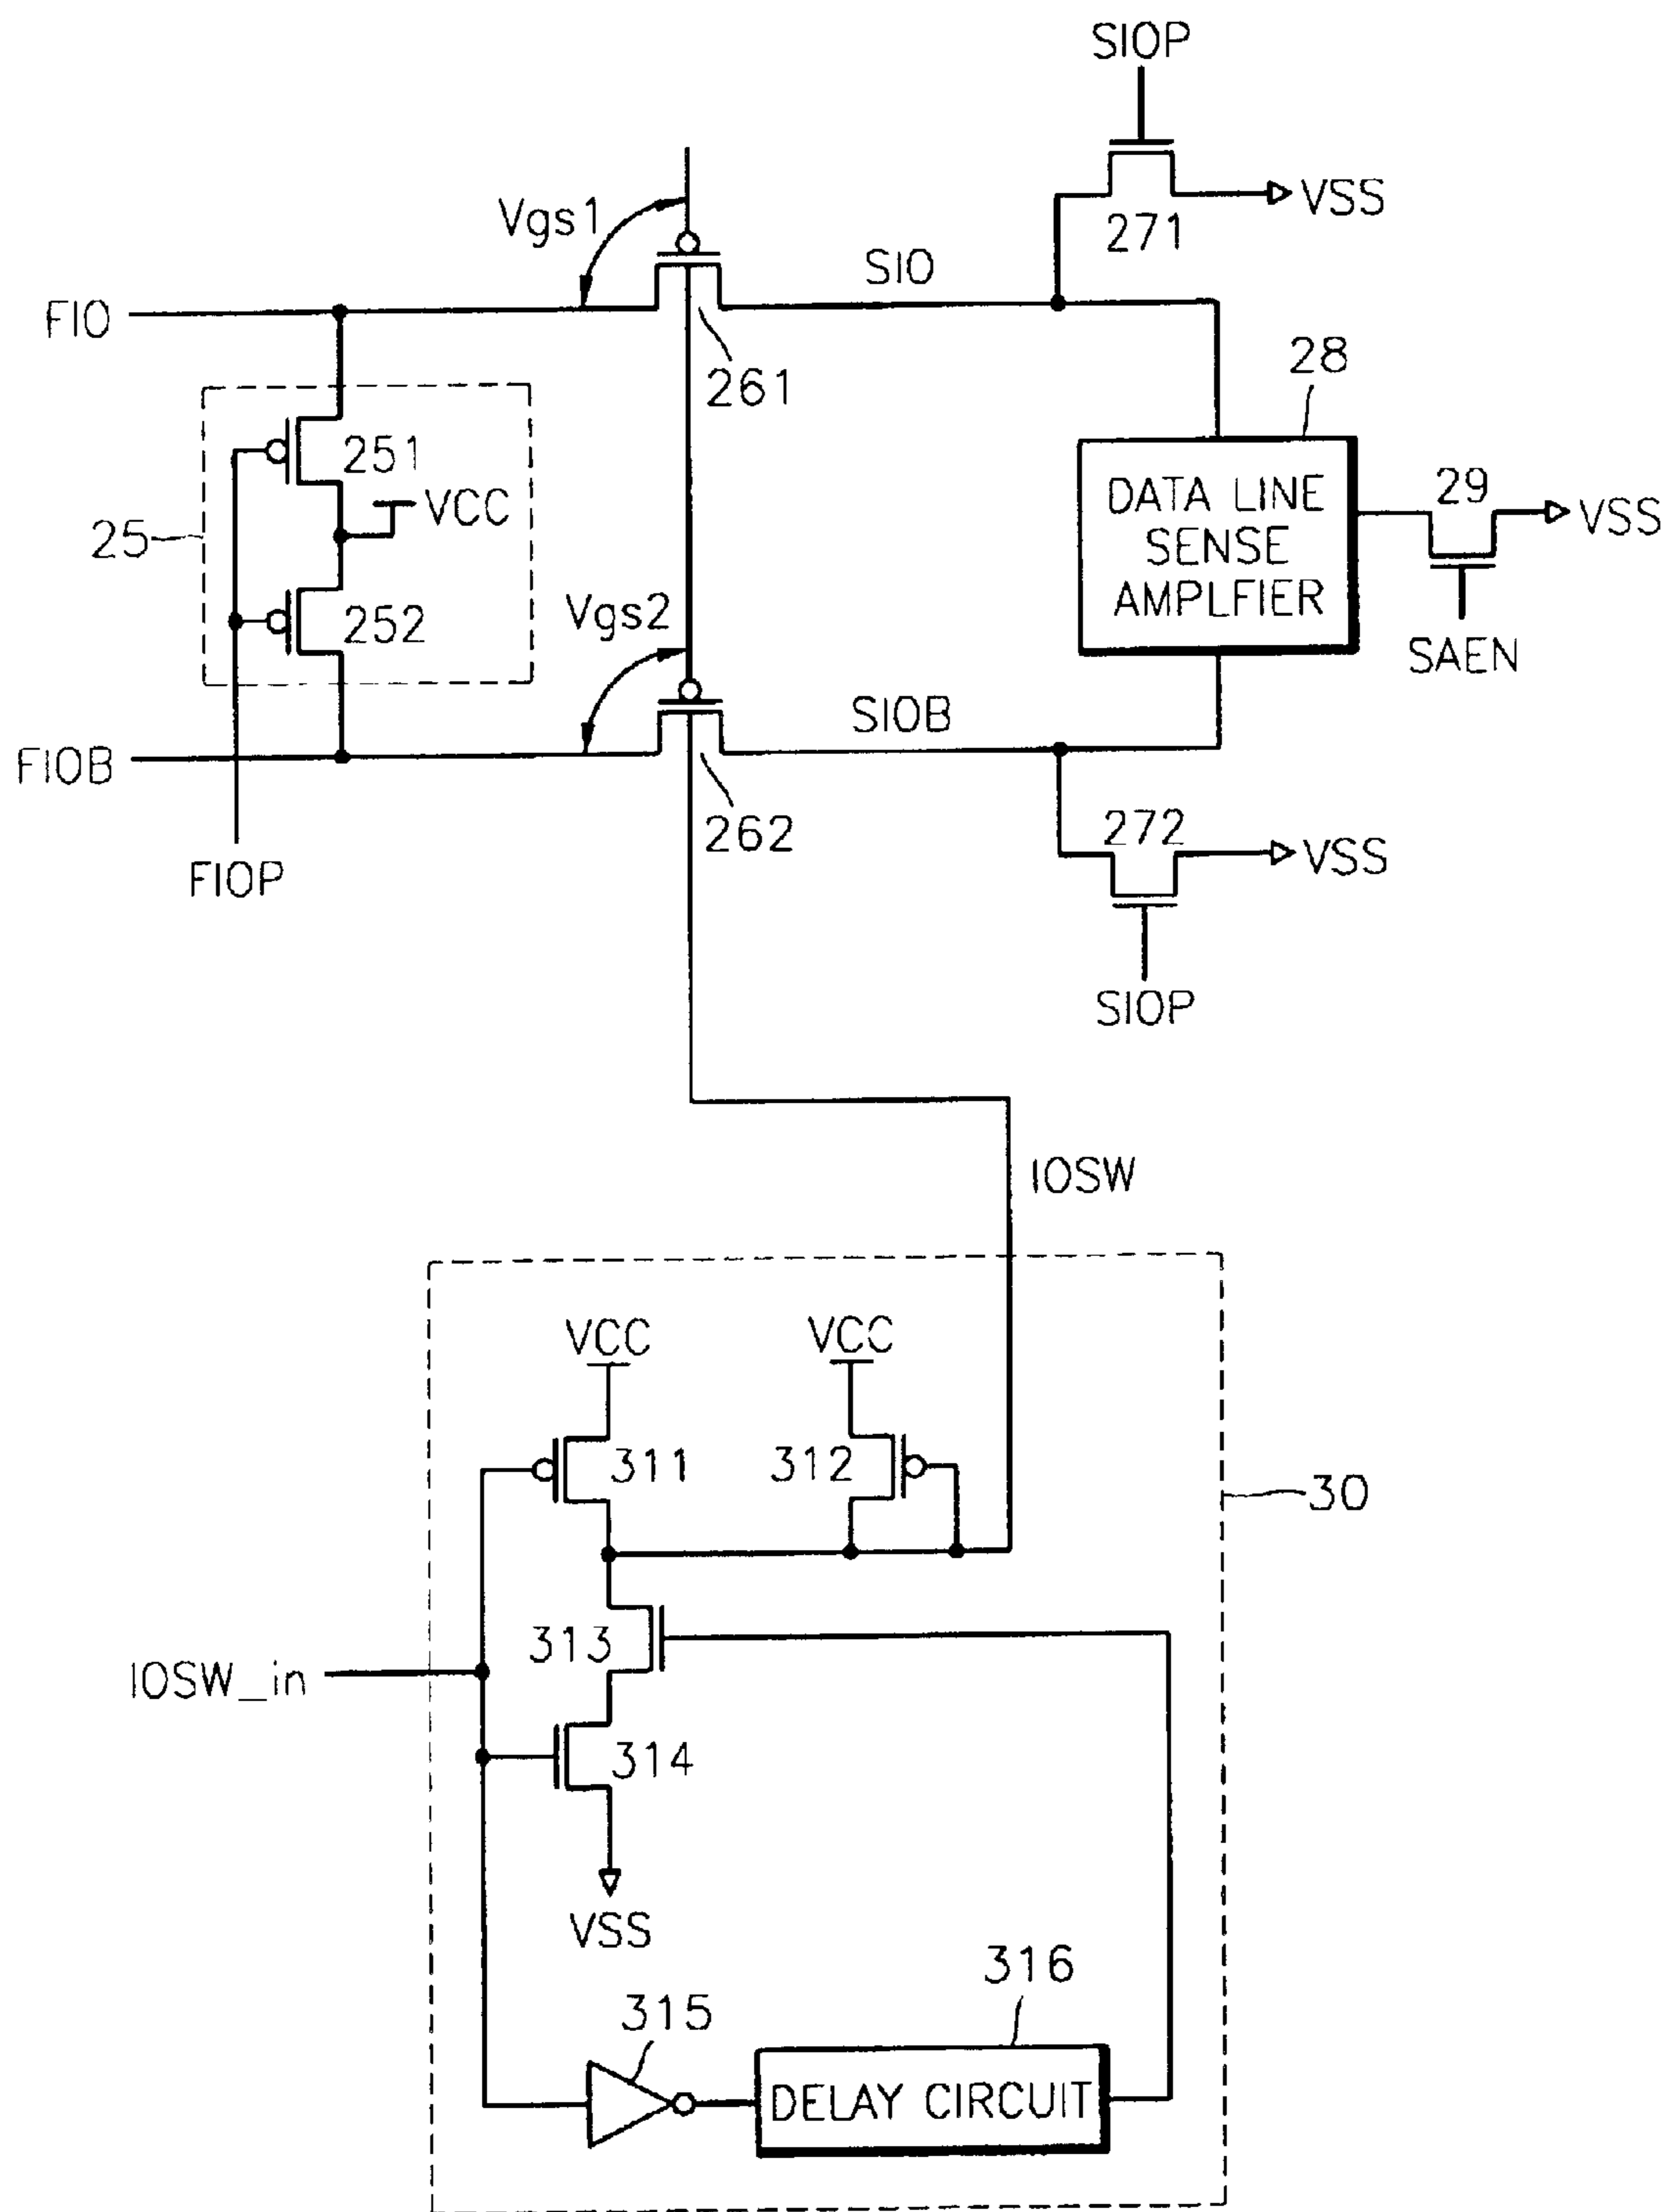 SIOP
Vgs1
VSS
271
SIO
FIO
261
28
251
VCC
25
252
DATA LINE
SENSE
AMPLFIER
29
VSS
SAEN
Vgs2
SIOB
FIOB
262
272
VSS
FIOP
SIOP
IOSW
VCC
VCC
311
312
30
313
IOSW_in
314
VSS
316
315
DELAY CIRCUIT